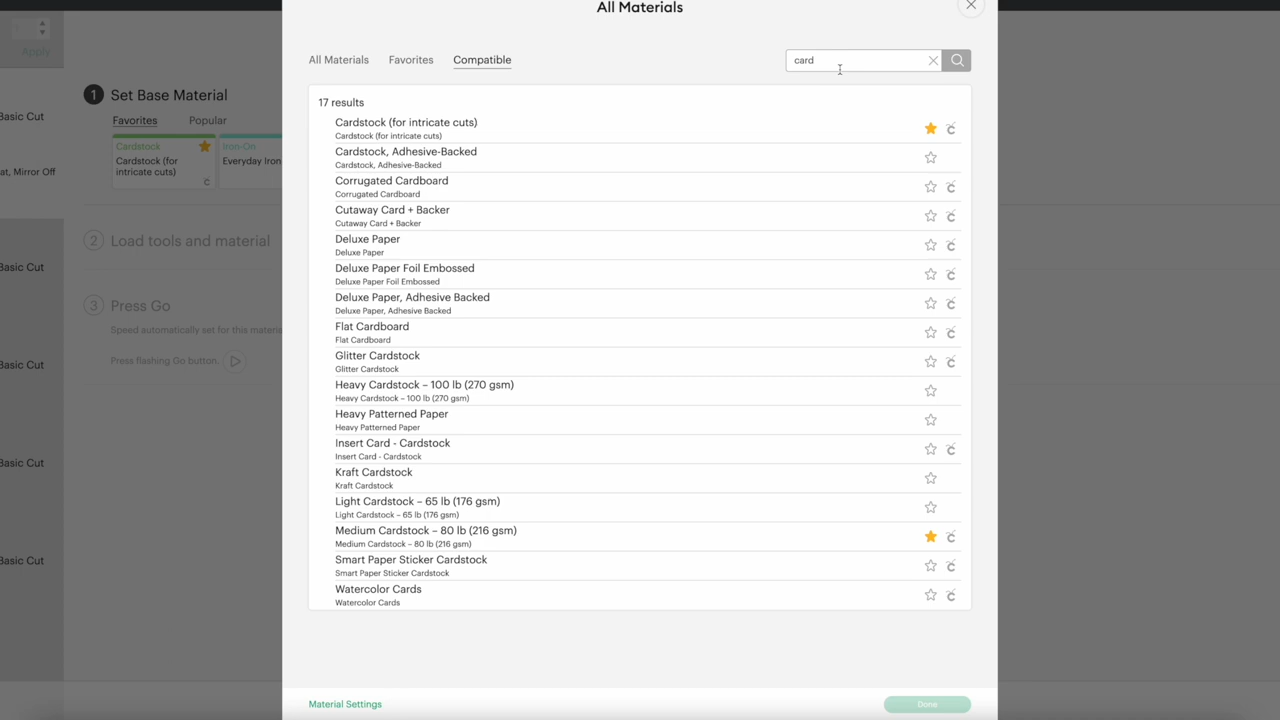 All Materials
Apply
All Materials
Favorites
Compatible
card
1 Set Base Material
Favorites
Popular
Cardstock
Cardstock (for
intricate cuts)
Iron-On
Everyday Iron
2 Load tools and material
3 Press Go
Speed automatically set for this materi
Press flashing Go button.
Basic Cut
at, Mirror Off
Basic Cut
Basic Cut
Basic Cut
Basic Cut
17 results
Cardstock (for intricate cuts)
Cardstock (for intricate cuts)
Cardstock, Adhesive-Backed
Cardstock, Adhesive-Backed
Corrugated Cardboard
Corrugated Cardboard
Cutaway Card + Backer
Cutaway Card + Backer
Deluxe Paper
Deluxe Paper
Deluxe Paper Foil Embossed
Deluxe Paper Foil Embossed
Deluxe Paper, Adhesive Backed
Deluxe Paper, Adhesive Backed
Flat Cardboard
Flat Cardboard
Glitter Cardstock
Glitter Cardstock
Heavy Cardstock – 100 lb (270 gsm)
Heavy Cardstock – 100 lb (270 gsm)
Heavy Patterned Paper
Heavy Patterned Paper
Insert Card - Cardstock
Insert Card - Cardstock
Kraft Cardstock
Kraft Cardstock
Light Cardstock – 65 lb (176 gsm)
Light Cardstock – 65 lb (176 gsm)
Medium Cardstock – 80 lb (216 gsm)
Medium Cardstock – 80 lb (216 gsm)
Smart Paper Sticker Cardstock
Smart Paper Sticker Cardstock
Watercolor Cards
Watercolor Cards
Material Settings
Done